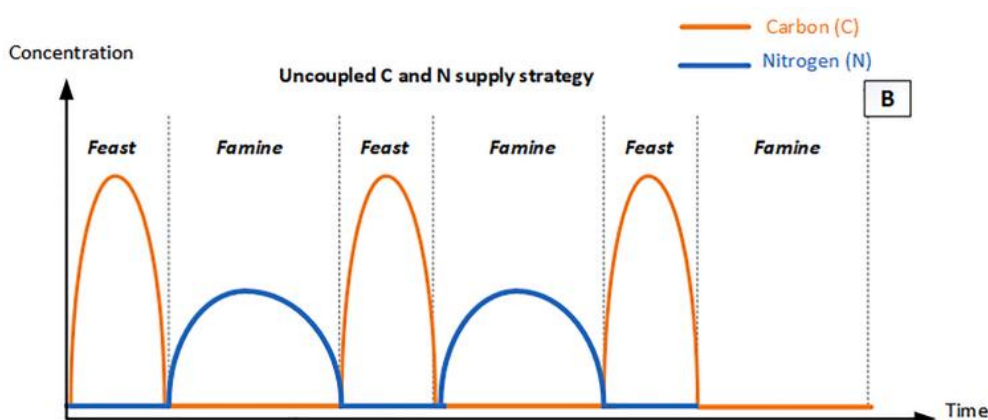 Carbon (C)
Concentration
Nitrogen (N)
Uncoupled C and N supply strategy
B
Feast
Famine
Feast
Famine
Feast
Famine
Time